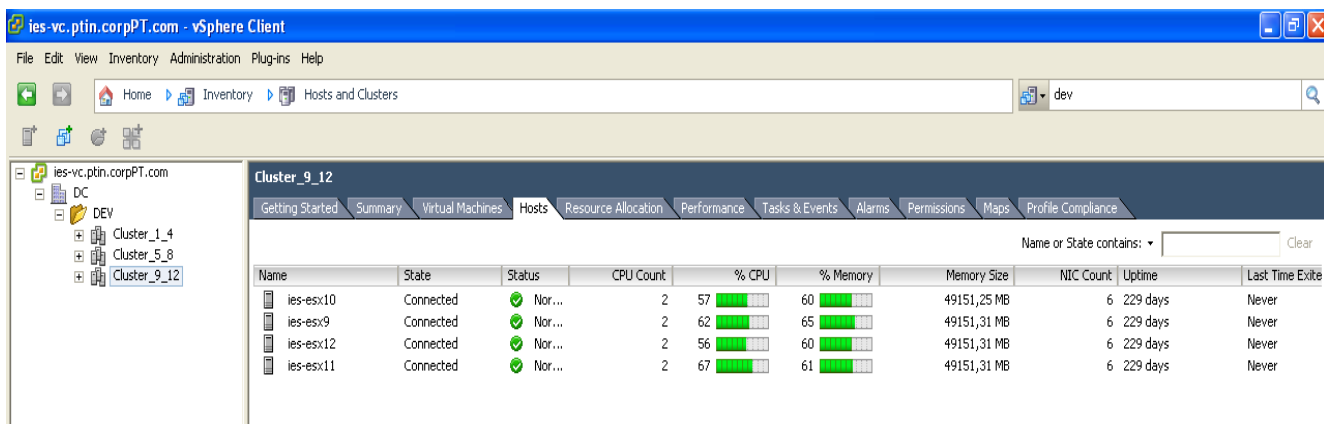 ies-vc.ptin.corpPT.com - vSphere Client
File Edit View Inventory Administration Plug-ins Help
Home Inventory Hosts and Clusters dev
ies-vc.ptin.corpPT.com
DC
DEV
Cluster_1_4
Cluster_5_8
Cluster_9_12
Cluster_9_12
Getting Started Summary Virtual Machines Hosts Resource Allocation Performance Tasks & Events Alarms Permissions Maps Profile Compliance
Name or State contains: Clear
Name State Status CPU Count % CPU % Memory Memory Size NIC Count Uptime Last Time Exite
ies-esx10 Connected Nor... 2 57 60 49151,25 MB 6 229 days Never
ies-esx9 Connected Nor... 2 62 65 49151,31 MB 6 229 days Never
ies-esx12 Connected Nor... 2 56 60 49151,31 MB 6 229 days Never
ies-esx11 Connected Nor... 2 67 61 49151,31 MB 6 229 days Never